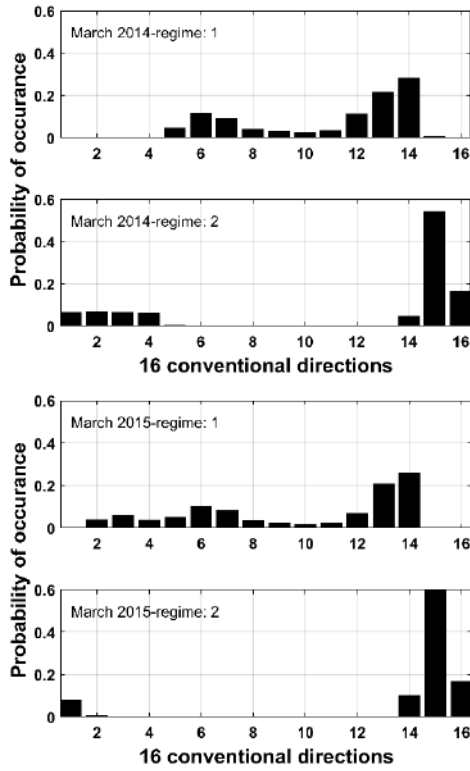 Probability of occurance
0.6
0.4
0.2
0
March 2014-regime: 1
2 4 6 8 10 12 14 16
0.6
0.4
0.2
0
March 2014-regime: 2
2 4 6 8 10 12 14 16
16 conventional directions
Probability of occurance
0.6
0.4
0.2
0
March 2015-regime: 1
2 4 6 8 10 12 14 16
0.6
0.4
0.2
0
March 2015-regime: 2
2 4 6 8 10 12 14 16
16 conventional directions